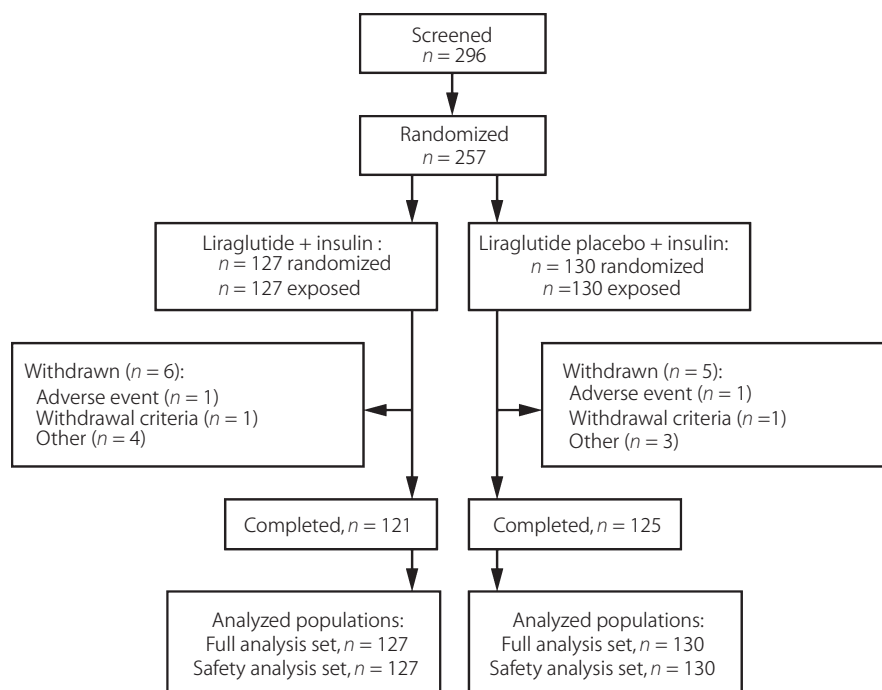 Screened
n = 296
Randomized
n = 257
Liraglutide + insulin :
n = 127 randomized
n = 127 exposed
Liraglutide placebo + insulin:
n = 130 randomized
n =130 exposed
Withdrawn (n = 6):
Adverse event (n = 1)
Withdrawal criteria (n = 1)
Other (n = 4)
Withdrawn (n = 5):
Adverse event (n = 1)
Withdrawal criteria (n =1)
Other (n = 3)
Completed, n = 121
Completed, n = 125
Analyzed populations:
Full analysis set, n = 127
Safety analysis set, n = 127
Analyzed populations:
Full analysis set, n = 130
Safety analysis set, n = 130